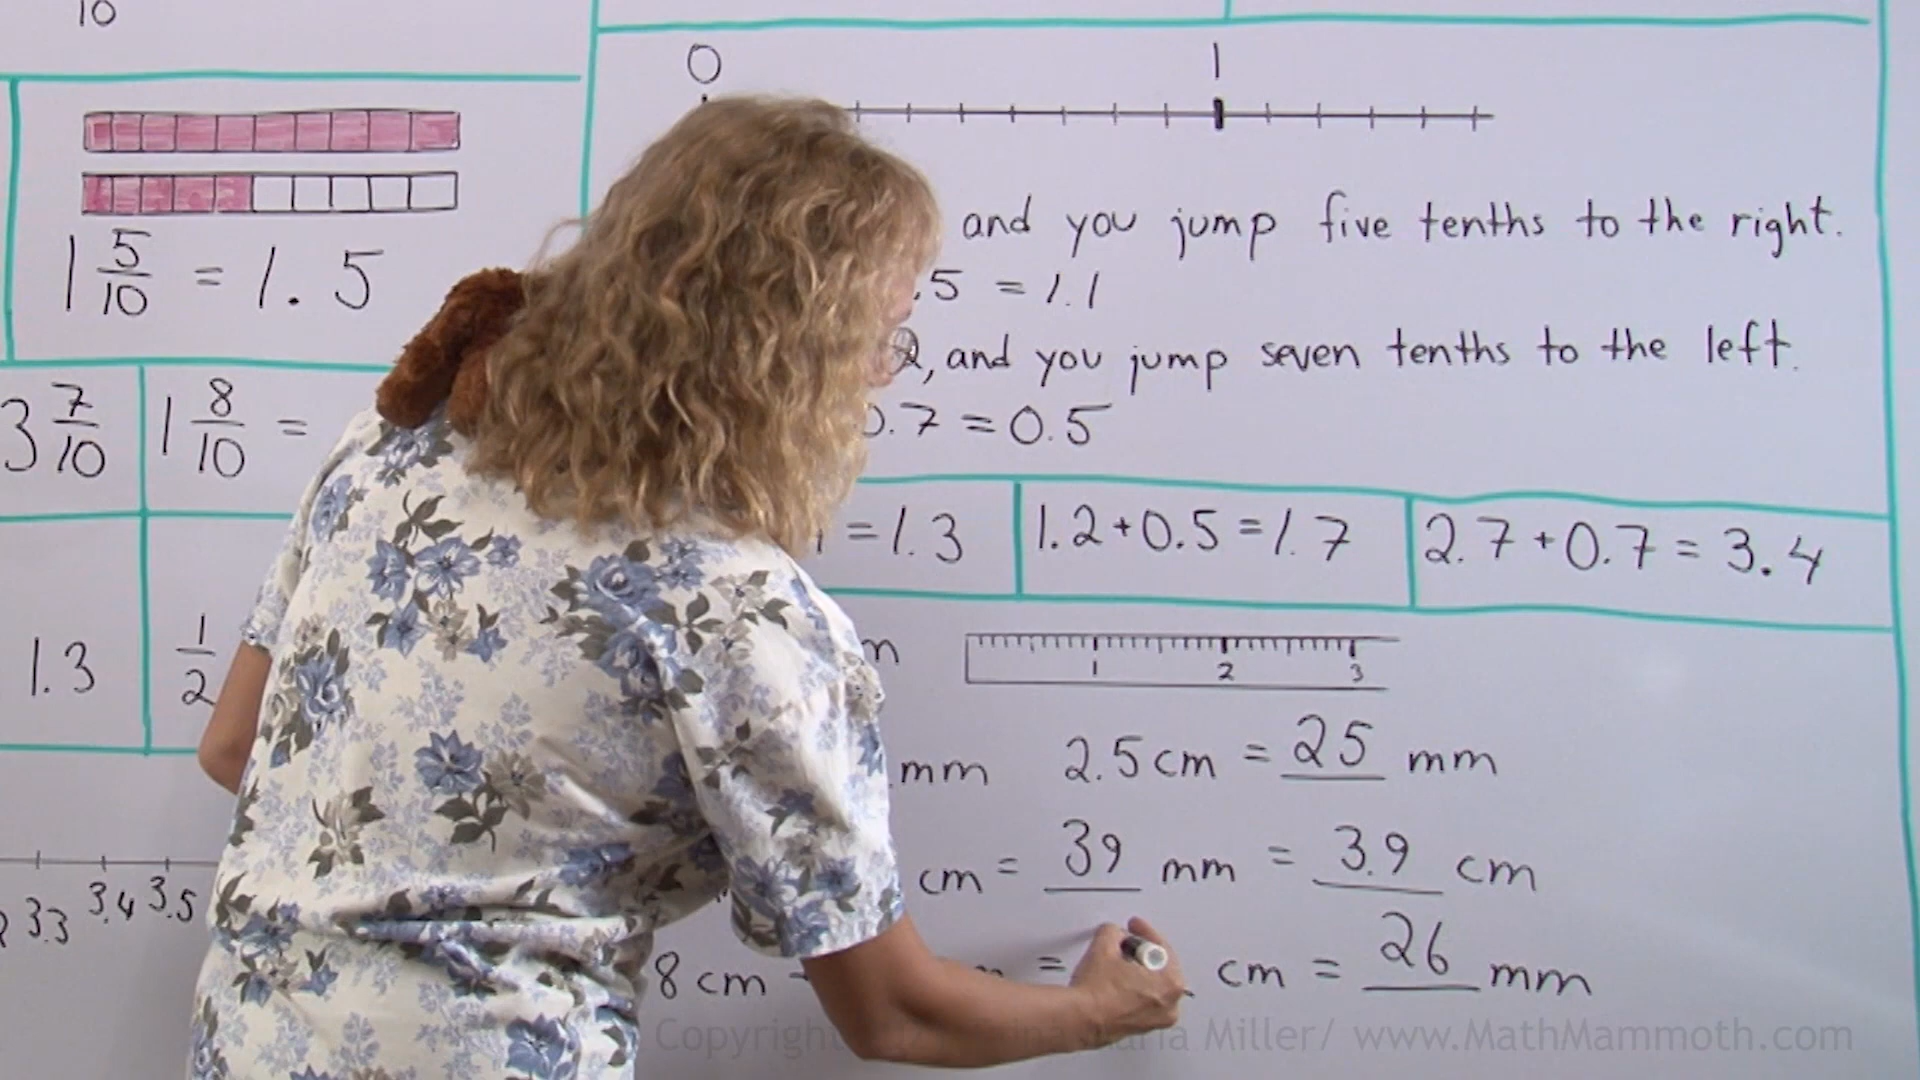 10
0 1
1 5/10 = 1.5
and you jump five tenths to the right.
.5 = 1.1
2, and you jump seven tenths to the left.
0.7 = 0.5
3 7/10
1 8/10 =
= 1.3
1.2 + 0.5 = 1.7
2.7 + 0.7 = 3.4
1.3
1/2
1 2 3
mm 2.5 cm = 25 mm
cm = 39 mm = 3.9 cm
3.3 3.4 3.5
8 cm - = cm = 26 mm
Copyright Maria Miller/ www.MathMammoth.com